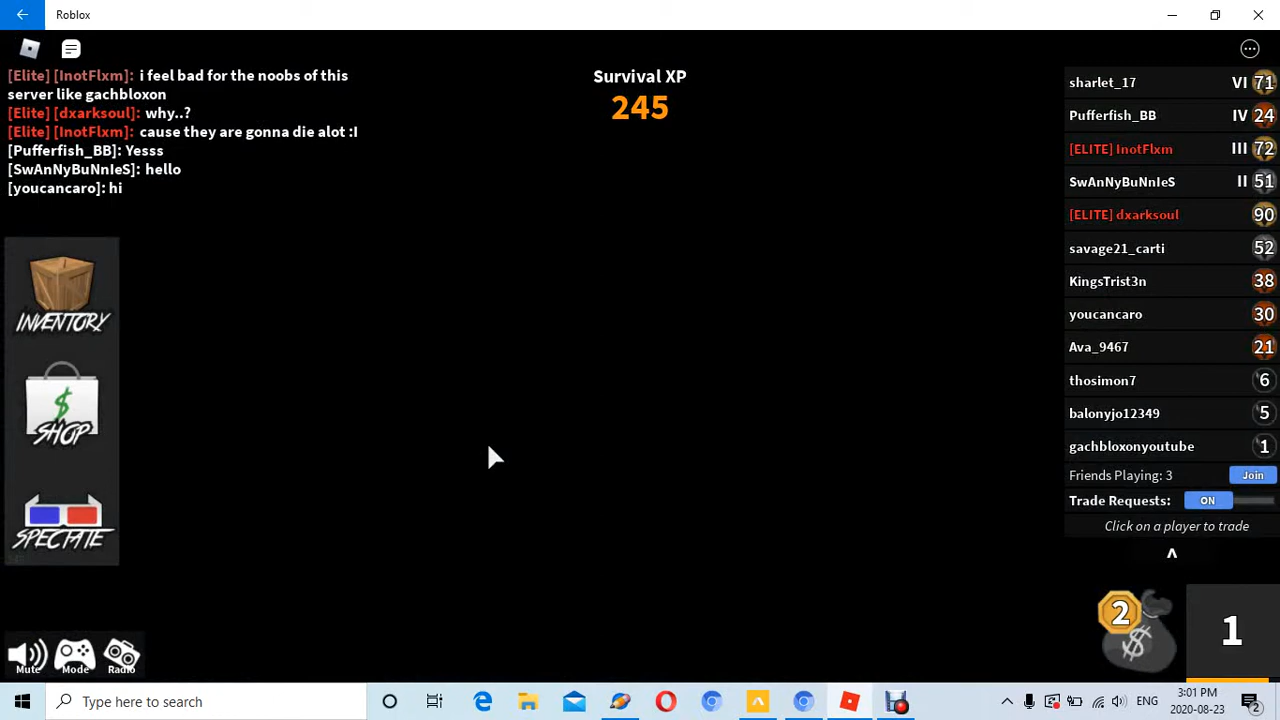 Roblox
[Elite] [InotFlxm]: i feel bad for the noobs of this
server like gachbloxon
[Elite] [dxarksoul]: why..?
[Elite] [InotFlxm]: cause they are gonna die alot :I
[Pufferfish_BB]: Yesss
[SwAnNyBuNnIeS]: hello
[youcancaro]: hi
Survival XP
245
sharlet_17 VI 71
Pufferfish_BB IV 24
[ELITE] InotFlxm III 72
SwAnNyBuNnIeS II 51
[ELITE] dxarksoul 90
savage21_carti 52
KingsTrist3n 38
youcancaro 30
Ava_9467 21
thosimon7 6
balonyjo12349 5
gachbloxonyoutube 1
Friends Playing: 3 Join
Trade Requests: ON
Click on a player to trade
INVENTORY
$
SHOP
SPECTATE
2
$
1
Mute Mode Radio
Type here to search
ENG
3:01 PM
2020-08-23
2